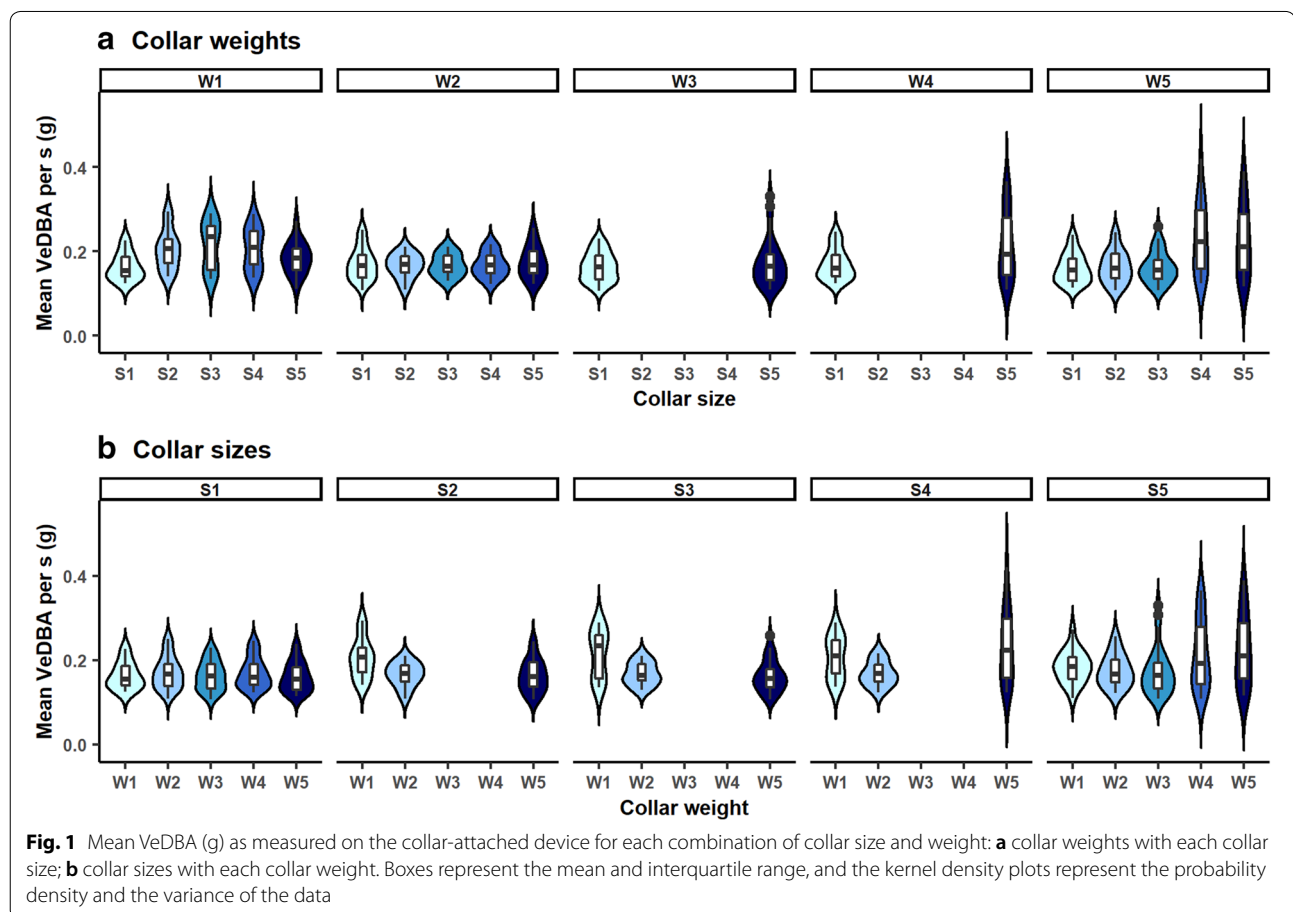 a Collar weights
W1 W2 W3 W4 W5
Mean VeDBA per s (g)
0.4
0.2
0.0
S1 S2 S3 S4 S5 S1 S2 S3 S4 S5 S1 S2 S3 S4 S5 S1 S2 S3 S4 S5 S1 S2 S3 S4 S5
Collar size
b Collar sizes
S1 S2 S3 S4 S5
Mean VeDBA per s (g)
0.4
0.2
0.0
W1 W2 W3 W4 W5 W1 W2 W3 W4 W5 W1 W2 W3 W4 W5 W1 W2 W3 W4 W5 W1 W2 W3 W4 W5
Collar weight
Fig. 1 Mean VeDBA (g) as measured on the collar-attached device for each combination of collar size and weight: a collar weights with each collar
size; b collar sizes with each collar weight. Boxes represent the mean and interquartile range, and the kernel density plots represent the probability
density and the variance of the data